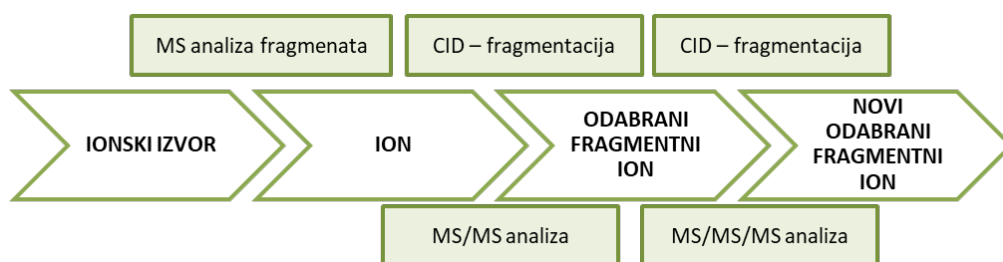 MS analiza fragmenata
CID – fragmentacija
CID – fragmentacija
IONSKI IZVOR
ION
ODABRANI
FRAGMENTNI
ION
NOVI
ODABRANI
FRAGMENTNI
ION
MS/MS analiza
MS/MS/MS analiza